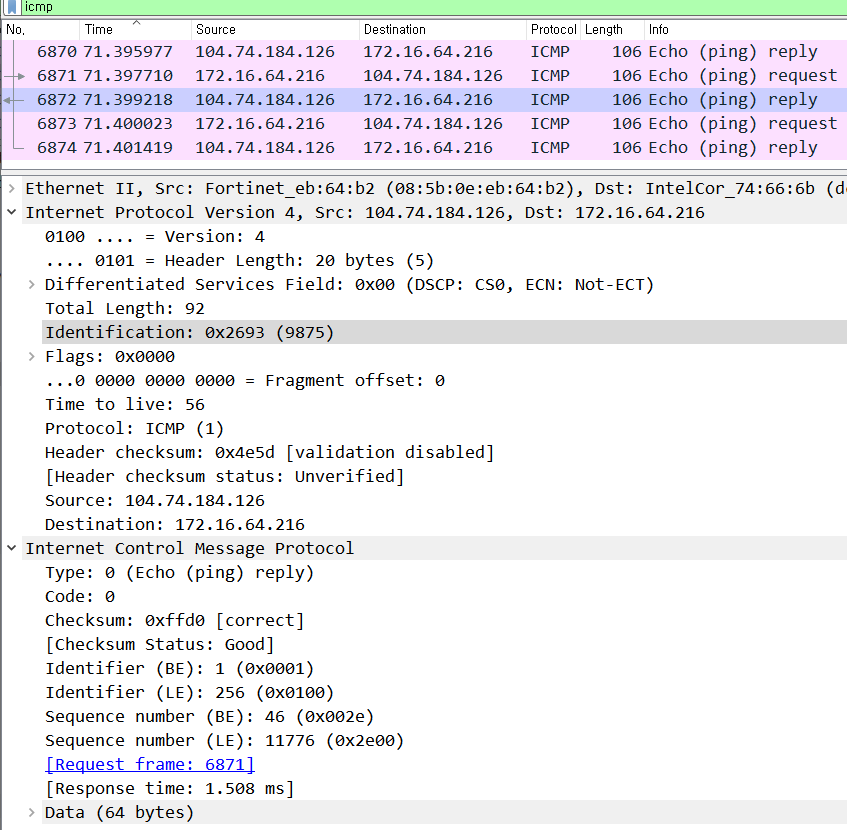 icmp
No. Time Source Destination Protocol Length Info
6870 71.395977 104.74.184.126 172.16.64.216 ICMP 106 Echo (ping) reply
6871 71.397710 172.16.64.216 104.74.184.126 ICMP 106 Echo (ping) request
6872 71.399218 104.74.184.126 172.16.64.216 ICMP 106 Echo (ping) reply
6873 71.400023 172.16.64.216 104.74.184.126 ICMP 106 Echo (ping) request
6874 71.401419 104.74.184.126 172.16.64.216 ICMP 106 Echo (ping) reply
Ethernet II, Src: Fortinet_eb:64:b2 (08:5b:0e:eb:64:b2), Dst: IntelCor_74:66:6b (d
Internet Protocol Version 4, Src: 104.74.184.126, Dst: 172.16.64.216
0100 .... = Version: 4
.... 0101 = Header Length: 20 bytes (5)
Differentiated Services Field: 0x00 (DSCP: CS0, ECN: Not-ECT)
Total Length: 92
Identification: 0x2693 (9875)
Flags: 0x0000
...0 0000 0000 0000 = Fragment offset: 0
Time to live: 56
Protocol: ICMP (1)
Header checksum: 0x4e5d [validation disabled]
[Header checksum status: Unverified]
Source: 104.74.184.126
Destination: 172.16.64.216
Internet Control Message Protocol
Type: 0 (Echo (ping) reply)
Code: 0
Checksum: 0xffd0 [correct]
[Checksum Status: Good]
Identifier (BE): 1 (0x0001)
Identifier (LE): 256 (0x0100)
Sequence number (BE): 46 (0x002e)
Sequence number (LE): 11776 (0x2e00)
[Request frame: 6871]
[Response time: 1.508 ms]
Data (64 bytes)